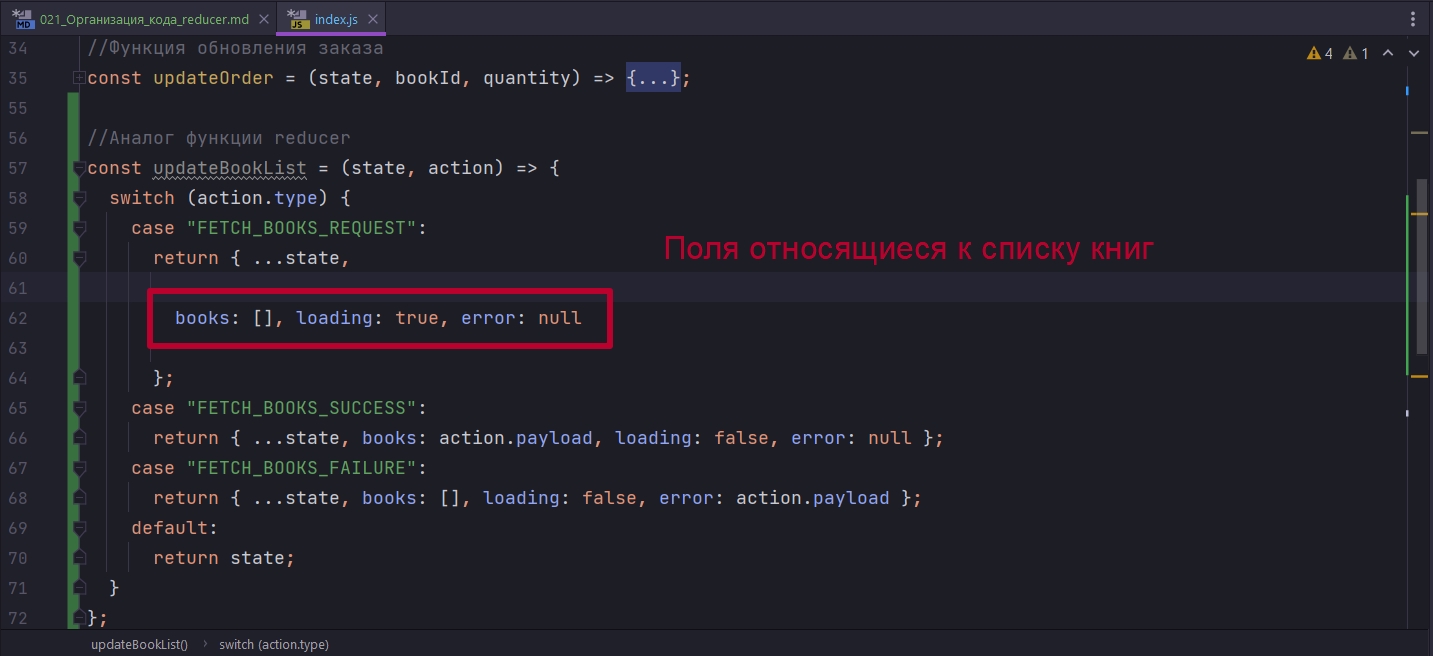 021_Организация_кода_reducer.md index.js
34 //Функция обновления заказа 4 1
35 const updateOrder = (state, bookId, quantity) => {...};
55
56 //Аналог функции reducer
57 const updateBookList = (state, action) => {
58 switch (action.type) {
59 case "FETCH_BOOKS_REQUEST":
60 return { ...state,
Поля относящиеся к списку книг
61
62 books: [], loading: true, error: null
63
64 };
65 case "FETCH_BOOKS_SUCCESS":
66 return { ...state, books: action.payload, loading: false, error: null };
67 case "FETCH_BOOKS_FAILURE":
68 return { ...state, books: [], loading: false, error: action.payload };
69 default:
70 return state;
71 }
72 };
updateBookList() › switch (action.type)